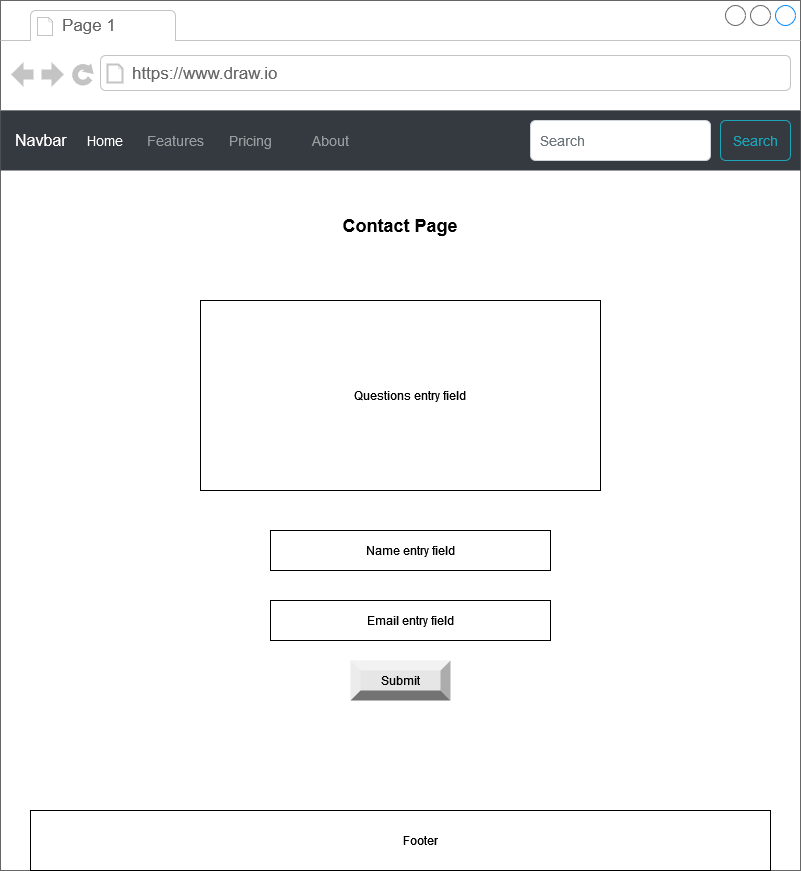 Page 1
https://www.draw.io
Navbar Home Features Pricing About Search Search
Contact Page
Questions entry field
Name entry field
Email entry field
Submit
Footer